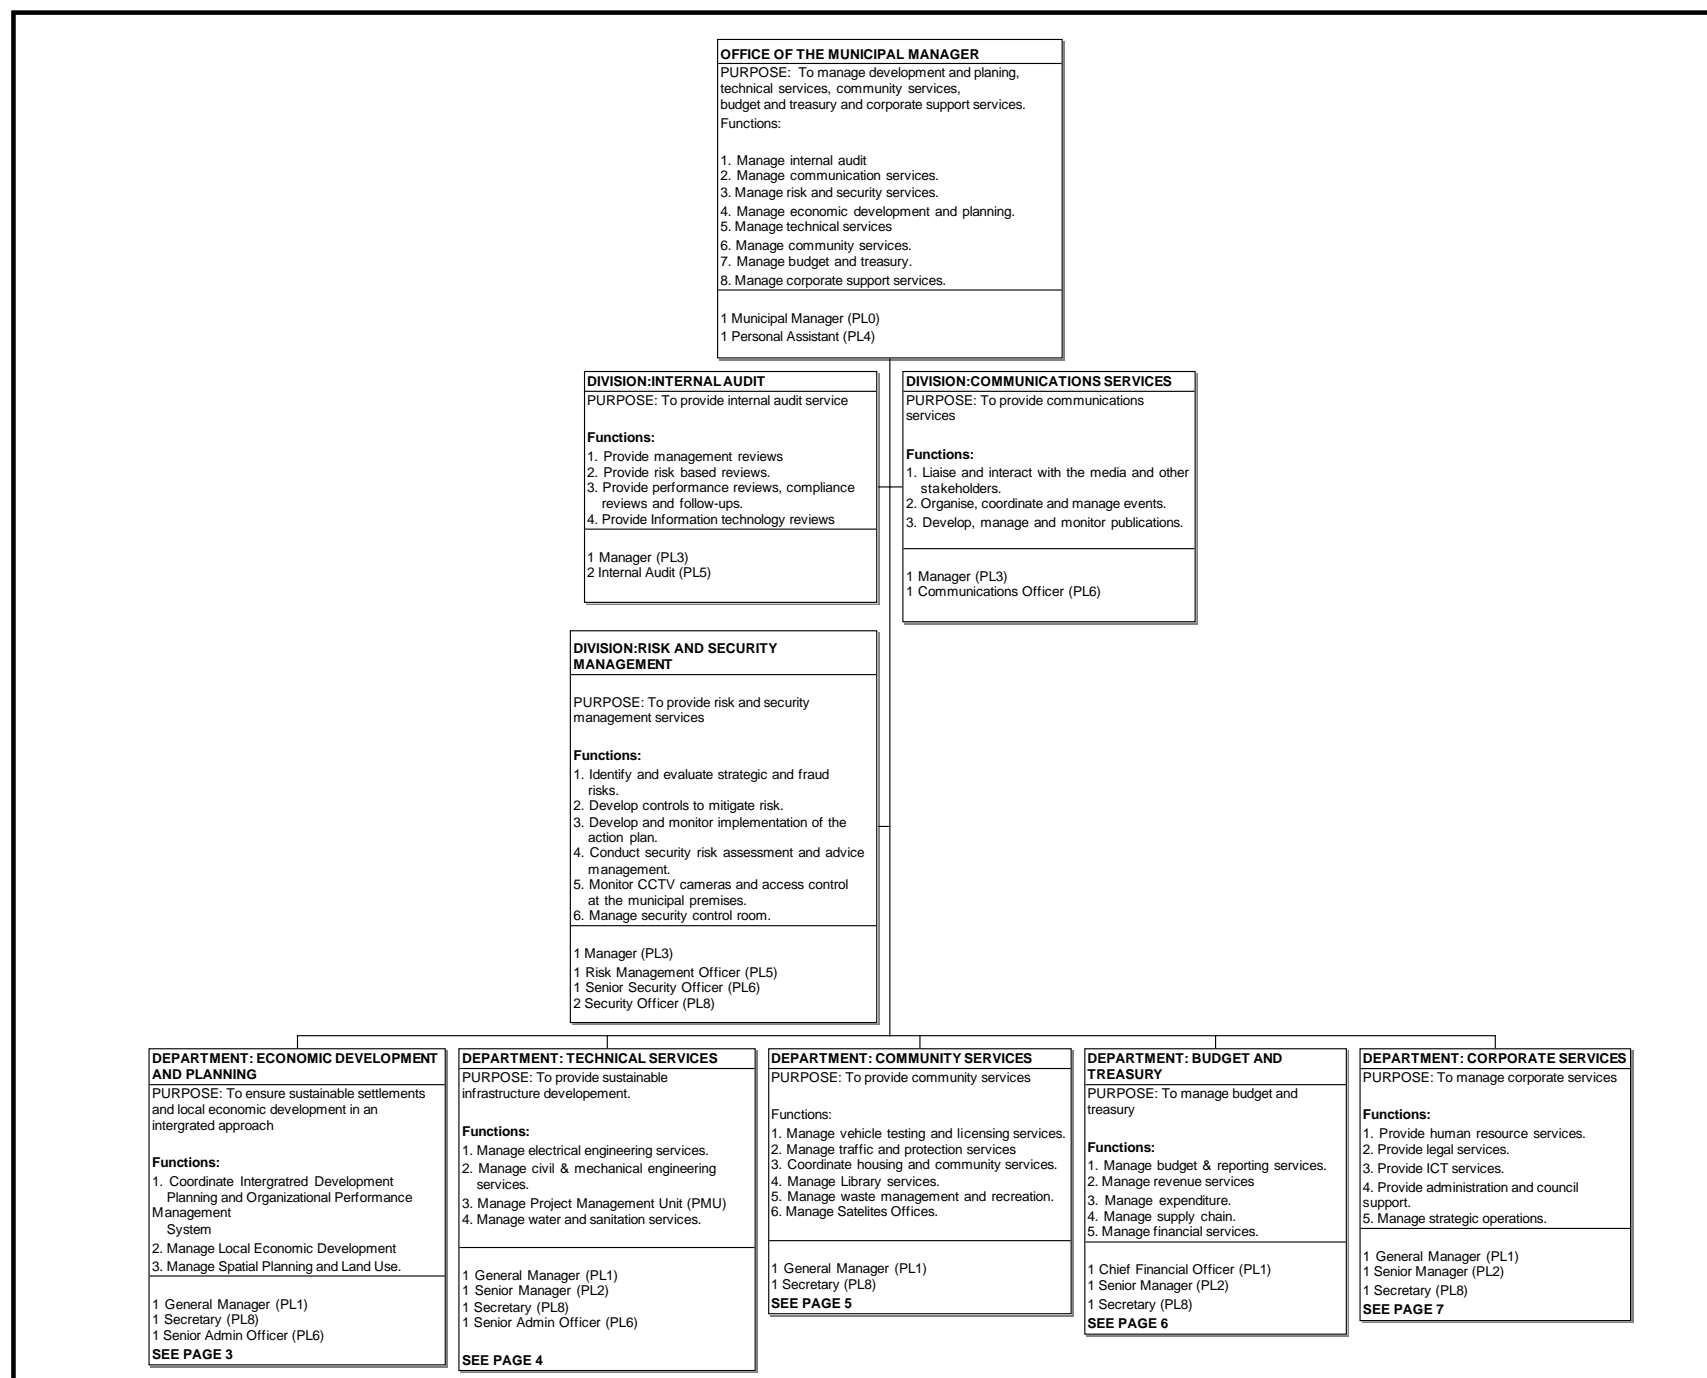 OFFICE OF THE MUNICIPAL MANAGER
PURPOSE: To manage development and planing,
technical services, community services,
budget and treasury and corporate support services.
Functions:
1. Manage internal audit
2. Manage communication services.
3. Manage risk and security services.
4. Manage economic development and planning.
5. Manage technical services
6. Manage community services.
7. Manage budget and treasury.
8. Manage corporate support services.
1 Municipal Manager (PL0)
1 Personal Assistant (PL4)
DIVISION:INTERNAL AUDIT
PURPOSE: To provide internal audit service
Functions:
1. Provide management reviews
2. Provide risk based reviews.
3. Provide performance reviews, compliance
reviews and follow-ups.
4. Provide Information technology reviews
1 Manager (PL3)
2 Internal Audit (PL5)
DIVISION:COMMUNICATIONS SERVICES
PURPOSE: To provide communications
services
Functions:
1. Liaise and interact with the media and other
stakeholders.
2. Organise, coordinate and manage events.
3. Develop, manage and monitor publications.
1 Manager (PL3)
1 Communications Officer (PL6)
DIVISION:RISK AND SECURITY
MANAGEMENT
PURPOSE: To provide risk and security
management services
Functions:
1. Identify and evaluate strategic and fraud
risks.
2. Develop controls to mitigate risk.
3. Develop and monitor implementation of the
action plan.
4. Conduct security risk assessment and advice
management.
5. Monitor CCTV cameras and access control
at the municipal premises.
6. Manage security control room.
1 Manager (PL3)
1 Risk Management Officer (PL5)
1 Senior Security Officer (PL6)
2 Security Officer (PL8)
DEPARTMENT: ECONOMIC DEVELOPMENT
AND PLANNING
PURPOSE: To ensure sustainable settlements
and local economic development in an
intergrated approach
Functions:
1. Coordinate Intergratred Development
Planning and Organizational Performance
Management
System
2. Manage Local Economic Development
3. Manage Spatial Planning and Land Use.
1 General Manager (PL1)
1 Secretary (PL8)
1 Senior Admin Officer (PL6)
SEE PAGE 3
DEPARTMENT: TECHNICAL SERVICES
PURPOSE: To provide sustainable
infrastructure developement.
Functions:
1. Manage electrical engineering services.
2. Manage civil & mechanical engineering
services.
3. Manage Project Management Unit (PMU)
4. Manage water and sanitation services.
1 General Manager (PL1)
1 Senior Manager (PL2)
1 Secretary (PL8)
1 Senior Admin Officer (PL6)
SEE PAGE 4
DEPARTMENT: COMMUNITY SERVICES
PURPOSE: To provide community services
Functions:
1. Manage vehicle testing and licensing services.
2. Manage traffic and protection services
3. Coordinate housing and community services.
4. Manage Library services.
5. Manage waste management and recreation.
6. Manage Satelites Offices.
1 General Manager (PL1)
1 Secretary (PL8)
SEE PAGE 5
DEPARTMENT: BUDGET AND
TREASURY
PURPOSE: To manage budget and
treasury
Functions:
1. Manage budget & reporting services.
2. Manage revenue services
3. Manage expenditure.
4. Manage supply chain.
5. Manage financial services.
1 Chief Financial Officer (PL1)
1 Senior Manager (PL2)
1 Secretary (PL8)
SEE PAGE 6
DEPARTMENT: CORPORATE SERVICES
PURPOSE: To manage corporate services
Functions:
1. Provide human resource services.
2. Provide legal services.
3. Provide ICT services.
4. Provide administration and council
support.
5. Manage strategic operations.
1 General Manager (PL1)
1 Senior Manager (PL2)
1 Secretary (PL8)
SEE PAGE 7